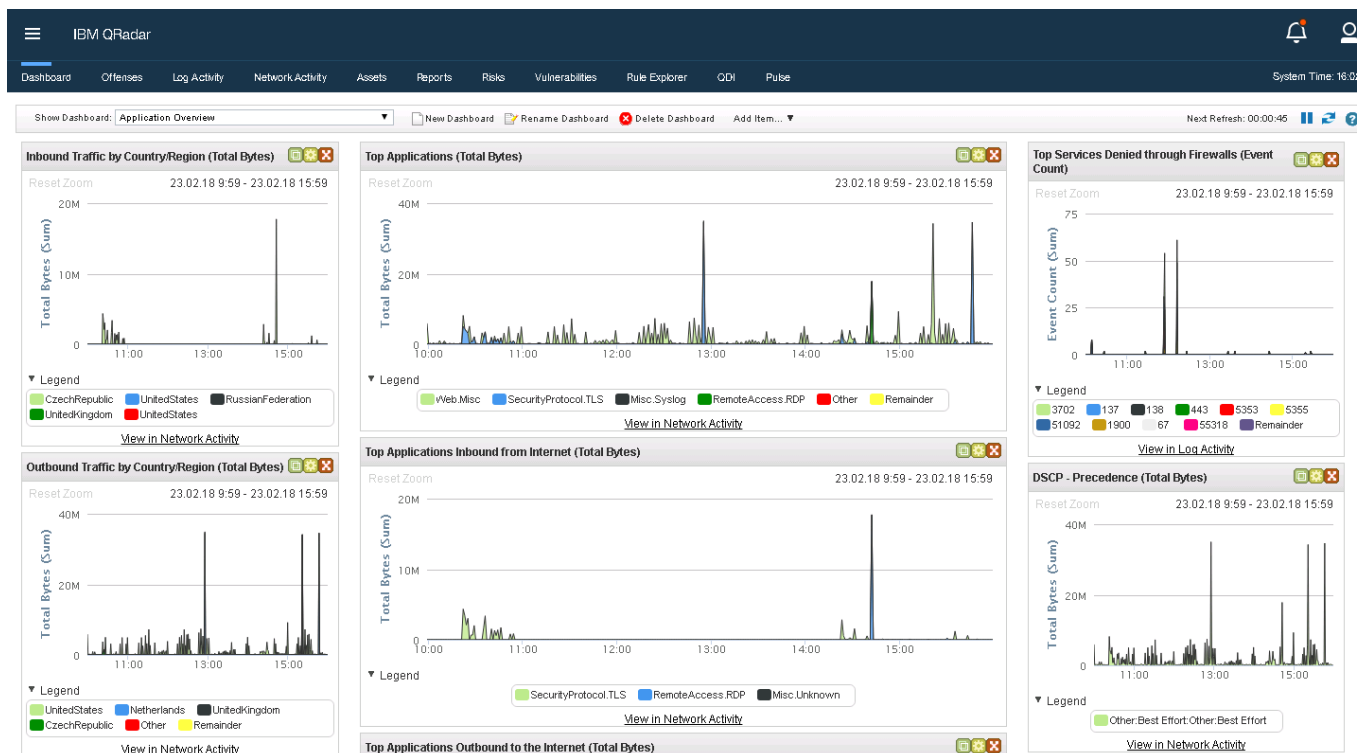 IBM QRadar
Dashboard Offenses Log Activity Network Activity Assets Reports Risks Vulnerabilities Rule Explorer QDI Pulse System Time: 16:02
Show Dashboard: Application Overview New Dashboard Rename Dashboard Delete Dashboard Add Item... Next Refresh: 00:00:45
Inbound Traffic by Country/Region (Total Bytes)
Reset Zoom 23.02.18 9:59 - 23.02.18 15:59
Total Bytes (Sum)
20M
10M
0
11:00 13:00 15:00
Legend
CzechRepublic UnitedStates RussianFederation
UnitedKingdom UnitedStates
View in Network Activity
Outbound Traffic by Country/Region (Total Bytes)
Reset Zoom 23.02.18 9:59 - 23.02.18 15:59
Total Bytes (Sum)
40M
20M
0
11:00 13:00 15:00
Legend
UnitedStates Netherlands UnitedKingdom
CzechRepublic Other Remainder
View in Network Activity
Top Applications (Total Bytes)
Reset Zoom 23.02.18 9:59 - 23.02.18 15:59
Total Bytes (Sum)
40M
20M
0
10:00 11:00 12:00 13:00 14:00 15:00
Legend
Web.Misc SecurityProtocol.TLS Misc.Syslog RemoteAccess.RDP Other Remainder
View in Network Activity
Top Applications Inbound from Internet (Total Bytes)
Reset Zoom 23.02.18 9:59 - 23.02.18 15:59
Total Bytes (Sum)
20M
10M
0
10:00 11:00 12:00 13:00 14:00 15:00
Legend
SecurityProtocol.TLS RemoteAccess.RDP Misc.Unknown
View in Network Activity
Top Applications Outbound to the Internet (Total Bytes)
Top Services Denied through Firewalls (Event
Count)
Reset Zoom 23.02.18 9:59 - 23.02.18 15:59
Event Count (Sum)
75
50
25
0
11:00 13:00 15:00
Legend
3702 137 138 443 5353 5355
51092 1900 67 55318 Remainder
View in Log Activity
DSCP - Precedence (Total Bytes)
Reset Zoom 23.02.18 9:59 - 23.02.18 15:59
Total Bytes (Sum)
40M
20M
0
11:00 13:00 15:00
Legend
Other:Best Effort:Other:Best Effort
View in Network Activity